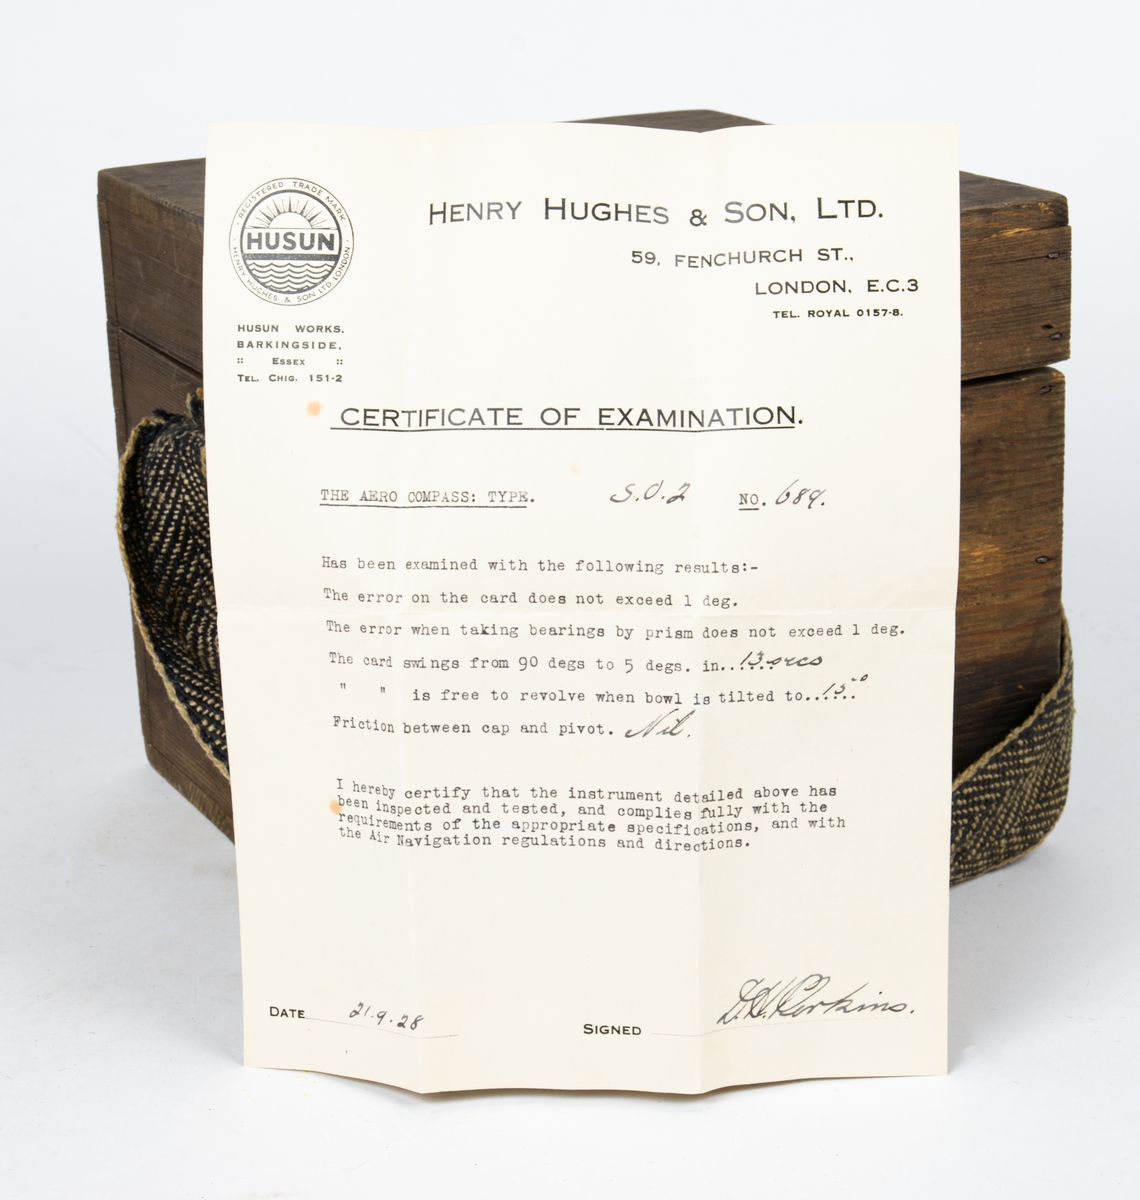 REGISTERED TRADE MARK
HUSUN
HENRY HUGHES & SON LTD. LONDON
HUSUN WORKS,
BARKINGSIDE,
:: ESSEX ::
TEL. CHIG. 151-2
HENRY HUGHES & SON, LTD.
59, FENCHURCH ST.,
LONDON, E.C.3
TEL. ROYAL 0157-8.
CERTIFICATE OF EXAMINATION.
THE AERO COMPASS: TYPE. S.O.2 NO. 689.
Has been examined with the following results:-
The error on the card does not exceed 1 deg.
The error when taking bearings by prism does not exceed 1 deg.
The card swings from 90 degs to 5 degs. in..13 secs
" " is free to revolve when bowl is tilted to..15°
Friction between cap and pivot. Nil.
I hereby certify that the instrument detailed above has
been inspected and tested, and complies fully with the
requirements of the appropriate specifications, and with
the Air Navigation regulations and directions.
DATE 21.9.28
SIGNED D.H. Perkins.